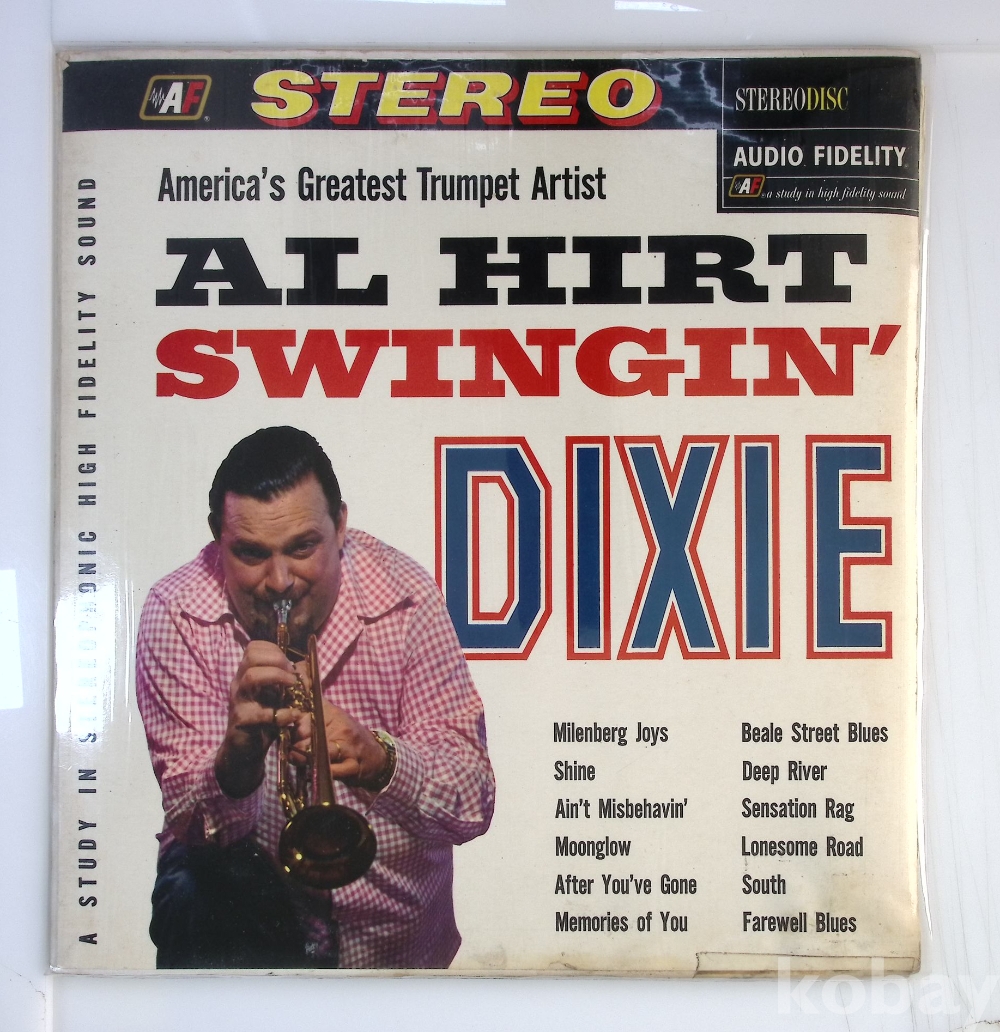 AF STEREO
STEREODISC
AUDIO FIDELITY
AF ® a study in high fidelity sound
America's Greatest Trumpet Artist
AL HIRT
SWINGIN'
DIXIE
A STUDY IN STEREOPHONIC HIGH FIDELITY SOUND
Milenberg Joys
Shine
Ain't Misbehavin'
Moonglow
After You've Gone
Memories of You
Beale Street Blues
Deep River
Sensation Rag
Lonesome Road
South
Farewell Blues
kobay